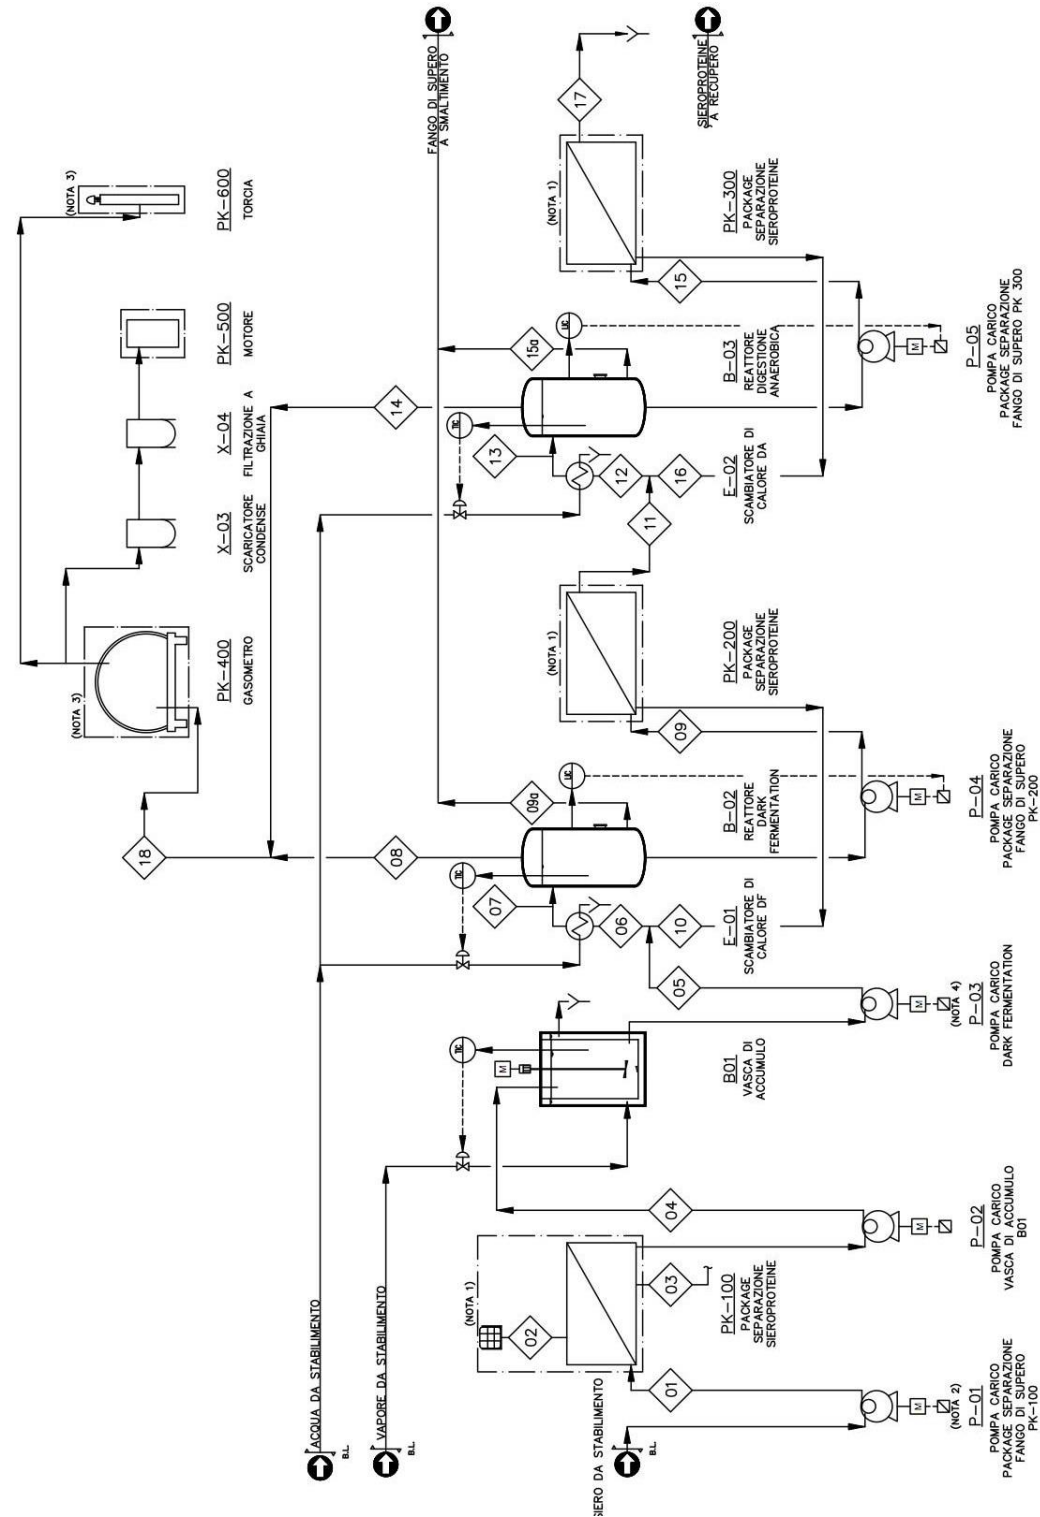 SIERO DA STABILIMENTO
B.L.
VAPORE DA STABILIMENTO
B.L.
ACQUA DA STABILIMENTO
B.L.
FANGO DI SUPERO
A SMALTIMENTO
SIEROPROTEINE
A RECUPERO
(NOTA 3)
PK-400
GASOMETRO
X-03
SCARICATORE
CONDENSE
X-04
FILTRAZIONE A
GHIAIA
PK-500
MOTORE
(NOTA 3)
PK-600
TORCIA
18
08
14
TIC
TIC
TIC
07
13
09a
15a
LIC
LIC
(NOTA 1)
02
M
06
12
(NOTA 1)
(NOTA 1)
17
01
03
04
05
10
09
11
16
15
PK-100
PACKAGE
SEPARAZIONE
SIEROPROTEINE
B01
VASCA DI
ACCUMULO
E-01
SCAMBIATORE DI
CALORE DF
B-02
REATTORE
DARK
FERMENTATION
PK-200
PACKAGE
SEPARAZIONE
SIEROPROTEINE
E-02
SCAMBIATORE DI
CALORE DA
B-03
REATTORE
DIGESTIONE
ANAEROBICA
PK-300
PACKAGE
SEPARAZIONE
SIEROPROTEINE
M
M
M
M
M
(NOTA 2)
P-01
POMPA CARICO
PACKAGE SEPARAZIONE
FANGO DI SUPERO
PK-100
P-02
POMPA CARICO
VASCA DI ACCUMULO
B01
(NOTA 4)
P-03
POMPA CARICO
DARK FERMENTATION
P-04
POMPA CARICO
PACKAGE SEPARAZIONE
FANGO DI SUPERO
PK-200
P-05
POMPA CARICO
PACKAGE SEPARAZIONE
FANGO DI SUPERO PK 300